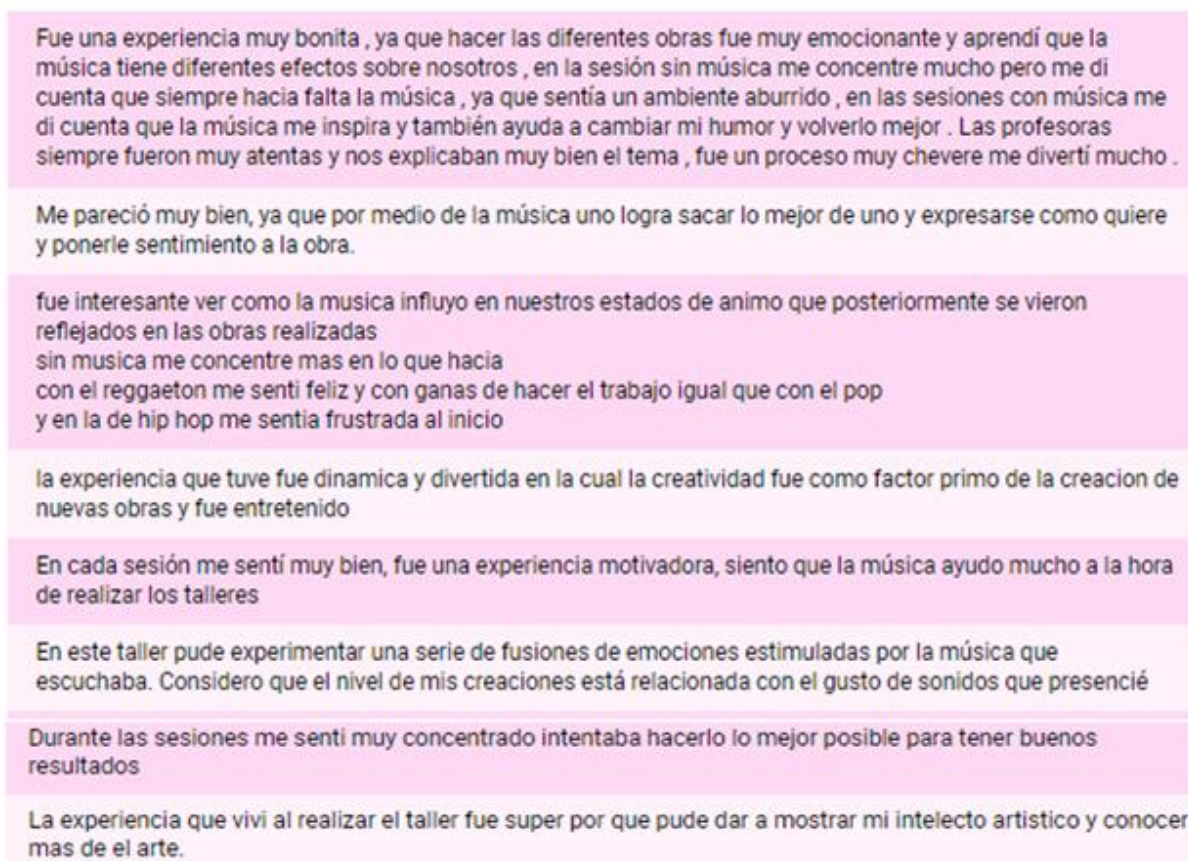 Fue una experiencia muy bonita , ya que hacer las diferentes obras fue muy emocionante y aprendí que la
música tiene diferentes efectos sobre nosotros , en la sesión sin música me concentre mucho pero me di
cuenta que siempre hacia falta la música , ya que sentía un ambiente aburrido , en las sesiones con música me
di cuenta que la música me inspira y también ayuda a cambiar mi humor y volverlo mejor . Las profesoras
siempre fueron muy atentas y nos explicaban muy bien el tema , fue un proceso muy chevere me divertí mucho .
Me pareció muy bien, ya que por medio de la música uno logra sacar lo mejor de uno y expresarse como quiere
y ponerle sentimiento a la obra.
fue interesante ver como la musica influyo en nuestros estados de animo que posteriormente se vieron
reflejados en las obras realizadas
sin musica me concentre mas en lo que hacia
con el reggaeton me senti feliz y con ganas de hacer el trabajo igual que con el pop
y en la de hip hop me sentia frustrada al inicio
la experiencia que tuve fue dinamica y divertida en la cual la creatividad fue como factor primo de la creacion de
nuevas obras y fue entretenido
En cada sesión me sentí muy bien, fue una experiencia motivadora, siento que la música ayudo mucho a la hora
de realizar los talleres
En este taller pude experimentar una serie de fusiones de emociones estimuladas por la música que
escuchaba. Considero que el nivel de mis creaciones está relacionada con el gusto de sonidos que presencié
Durante las sesiones me senti muy concentrado intentaba hacerlo lo mejor posible para tener buenos
resultados
La experiencia que vivi al realizar el taller fue super por que pude dar a mostrar mi intelecto artistico y conocer
mas de el arte.